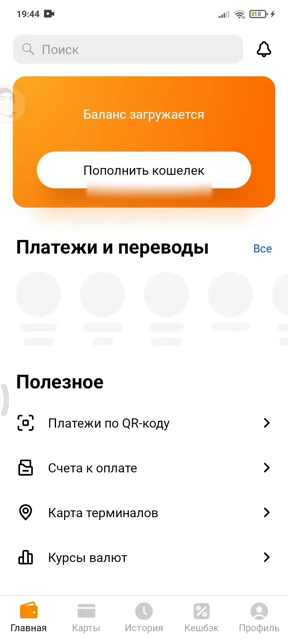 19:44
Поиск
Баланс загружается
Пополнить кошелек
Платежи и переводы
Все
Полезное
Платежи по QR-коду
Счета к оплате
Карта терминалов
Курсы валют
Главная
Карты
История
Кешбэк
Профиль